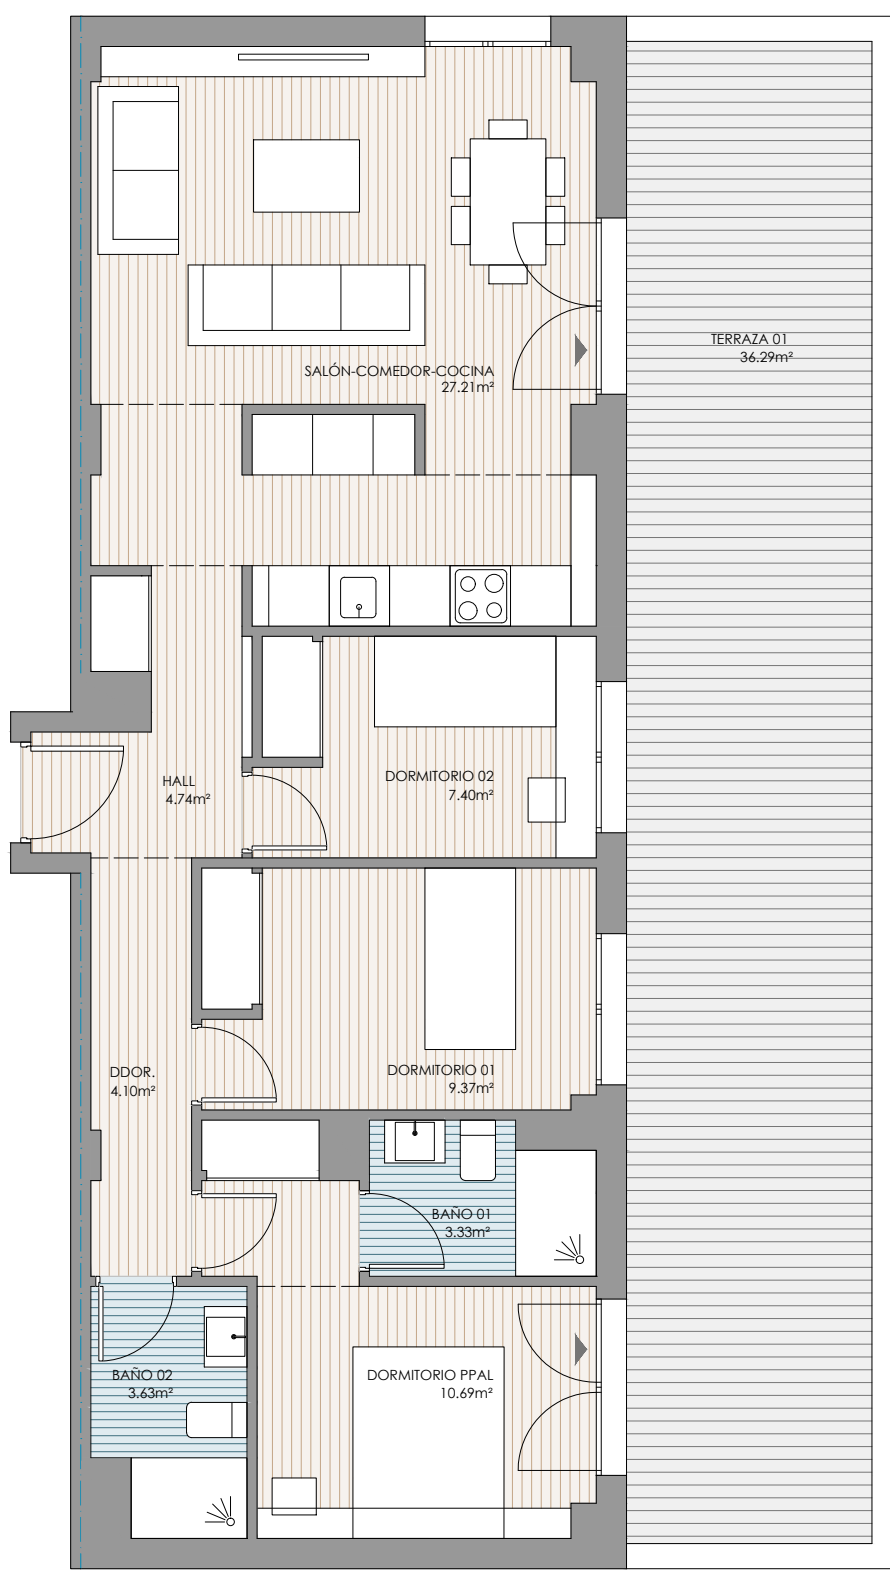 TERRAZA 01
36.29m²
SALÓN-COMEDOR-COCINA
27.21m²
HALL
4.74m²
DORMITORIO 02
7.40m²
DDOR.
4.10m²
DORMITORIO 01
9.37m²
BAÑO 01
3.33m²
BAÑO 02
3.63m²
DORMITORIO PPAL
10.69m²